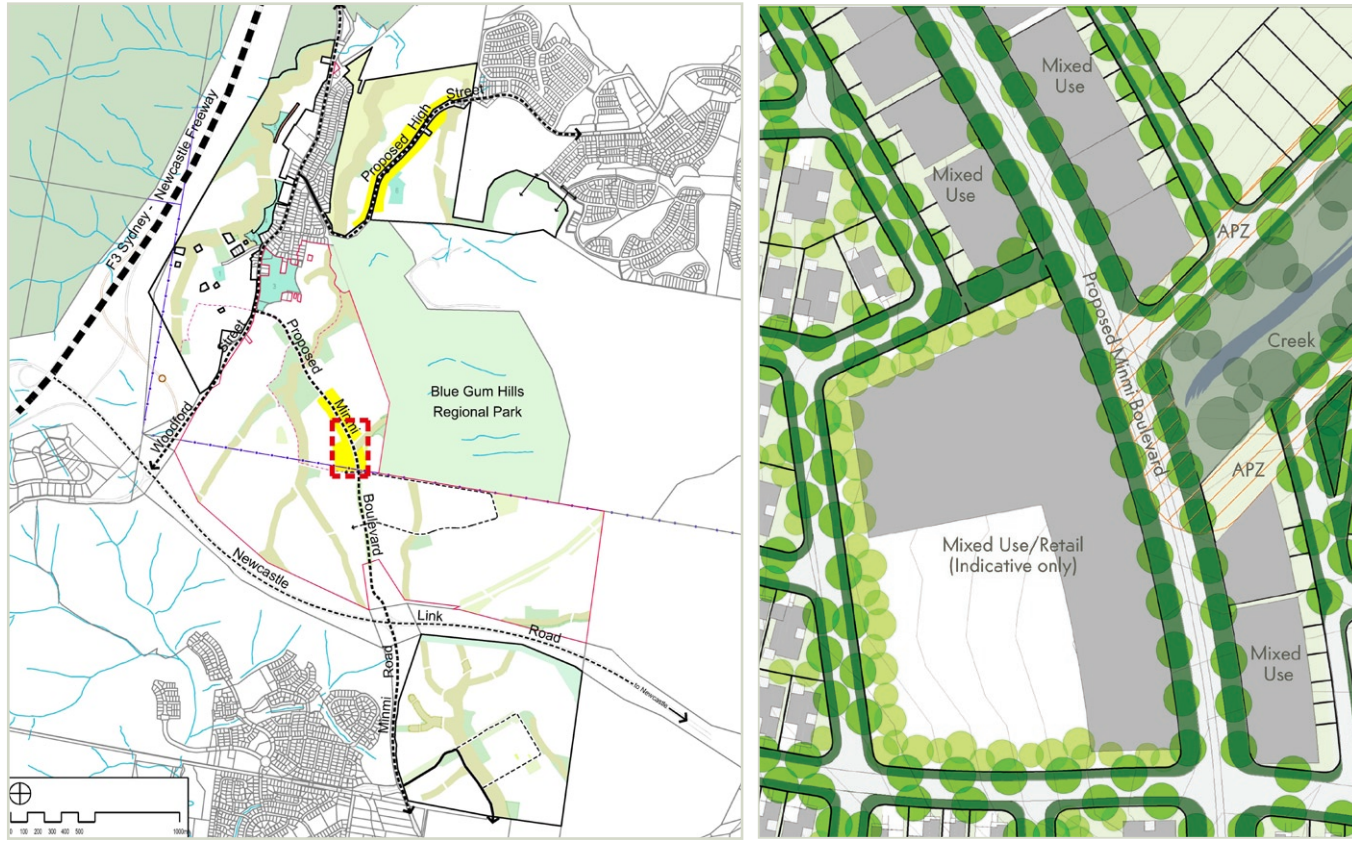 F3 Sydney - Newcastle Freeway
Proposed High Street
Woodford Street
Proposed Minmi Boulevard
Blue Gum Hills
Regional Park
Newcastle Link Road
Minmi Road
to Newcastle
0 100 200 300 400 500 1000m
Mixed
Use
Mixed
Use
APZ
Proposed Minmi Boulevard
Creek
APZ
Mixed Use/Retail
(Indicative only)
Mixed
Use